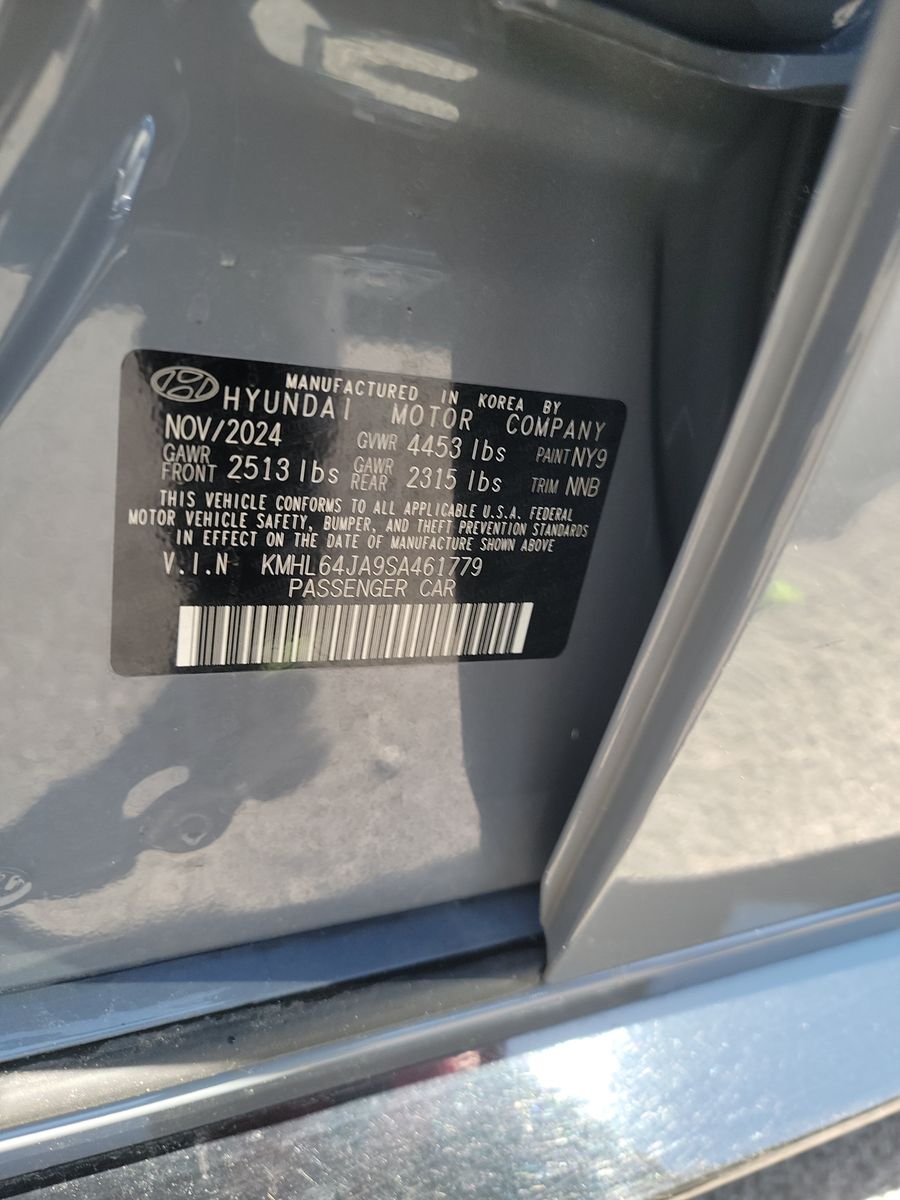 MANUFACTURED IN KOREA BY
HYUNDAI MOTOR COMPANY
NOV/2024 GVWR 4453 lbs PAINT NY9
GAWR FRONT 2513 lbs GAWR REAR 2315 lbs TRIM NNB
THIS VEHICLE CONFORMS TO ALL APPLICABLE U.S.A. FEDERAL
MOTOR VEHICLE SAFETY, BUMPER, AND THEFT PREVENTION STANDARDS
IN EFFECT ON THE DATE OF MANUFACTURE SHOWN ABOVE
V.I.N KMHL64JA9SA461779
PASSENGER CAR